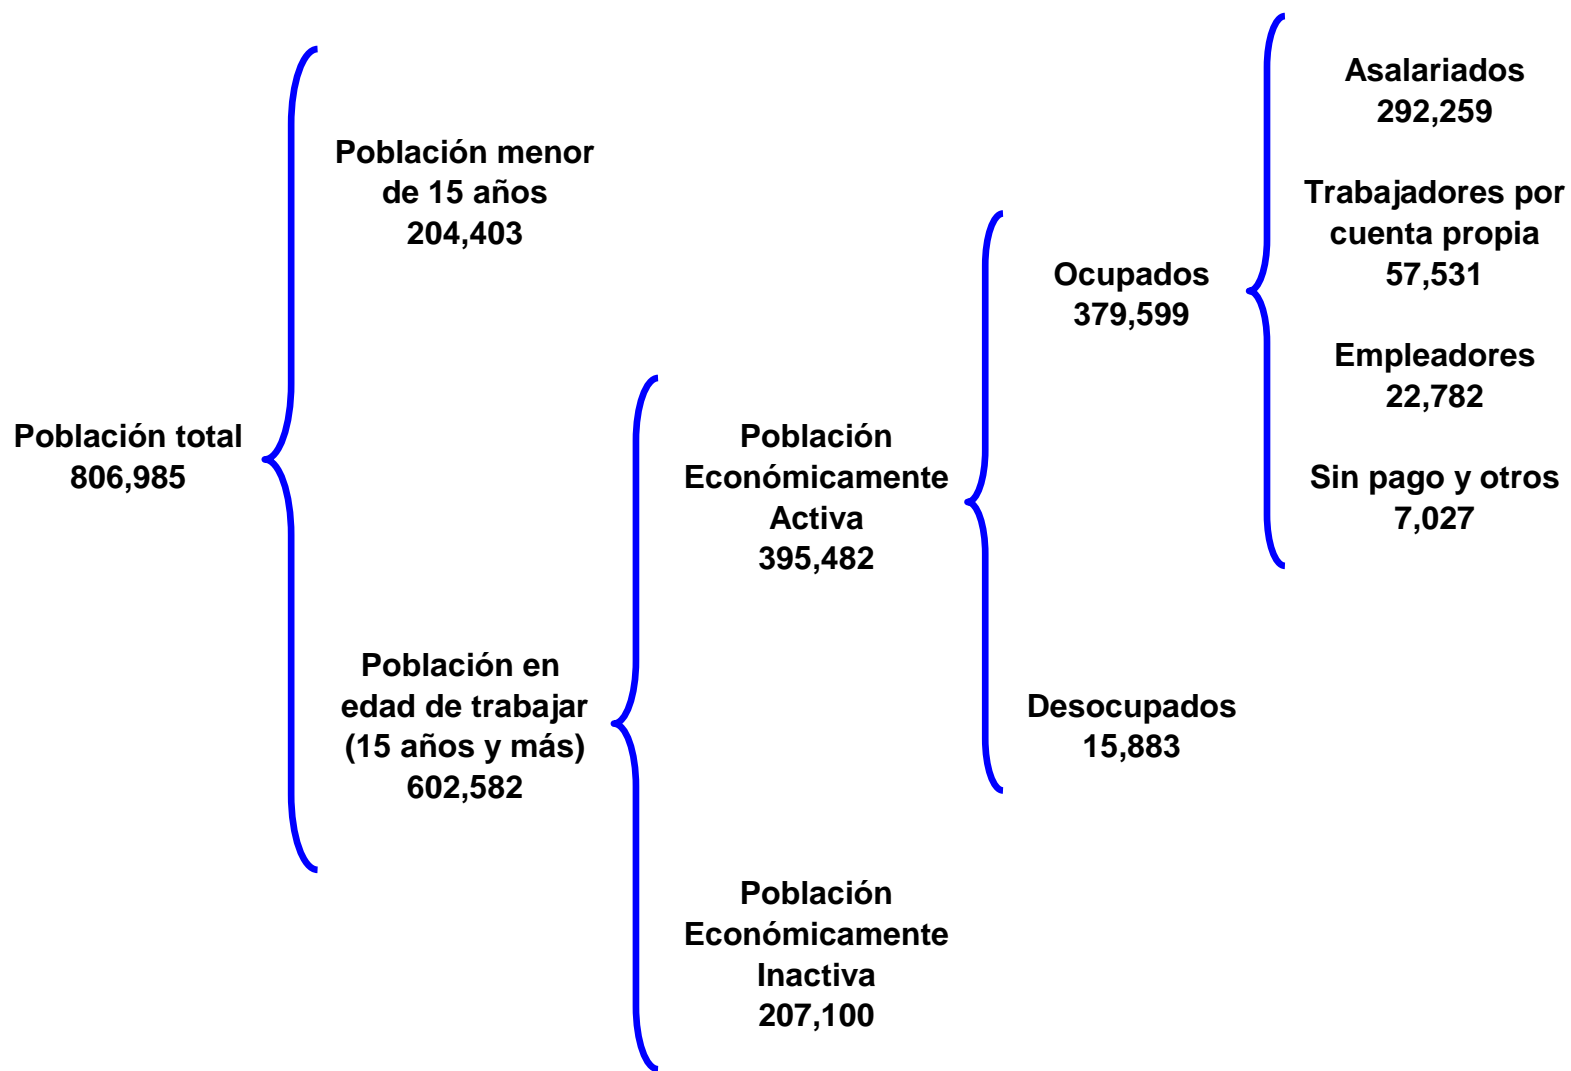 Población total
806,985
Población menor
de 15 años
204,403
Población en
edad de trabajar
(15 años y más)
602,582
Población
Económicamente
Activa
395,482
Población
Económicamente
Inactiva
207,100
Ocupados
379,599
Desocupados
15,883
Asalariados
292,259
Trabajadores por
cuenta propia
57,531
Empleadores
22,782
Sin pago y otros
7,027